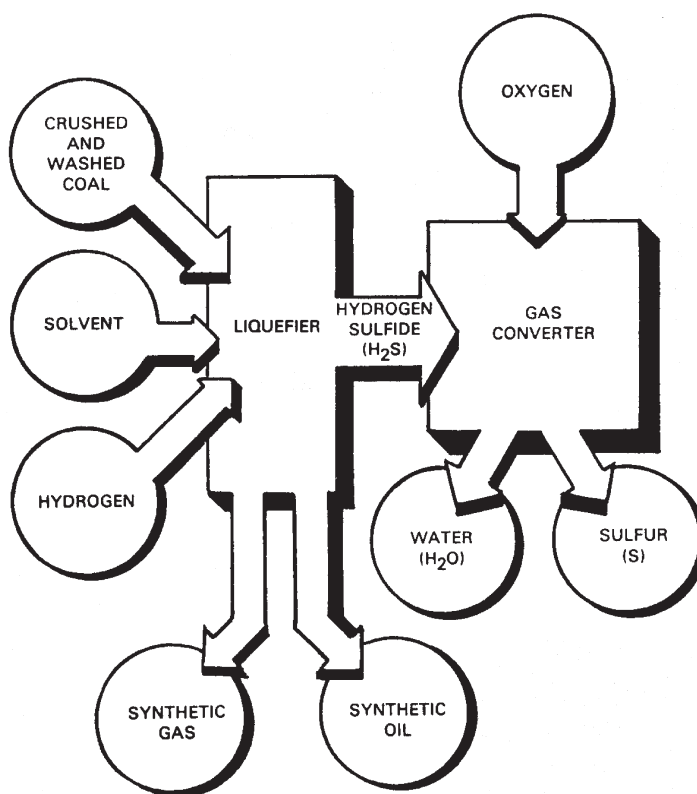 OXYGEN
CRUSHED
AND
WASHED
COAL
SOLVENT
LIQUEFIER
HYDROGEN
SULFIDE
(H₂S)
GAS
CONVERTER
HYDROGEN
WATER
(H₂O)
SULFUR
(S)
SYNTHETIC
GAS
SYNTHETIC
OIL